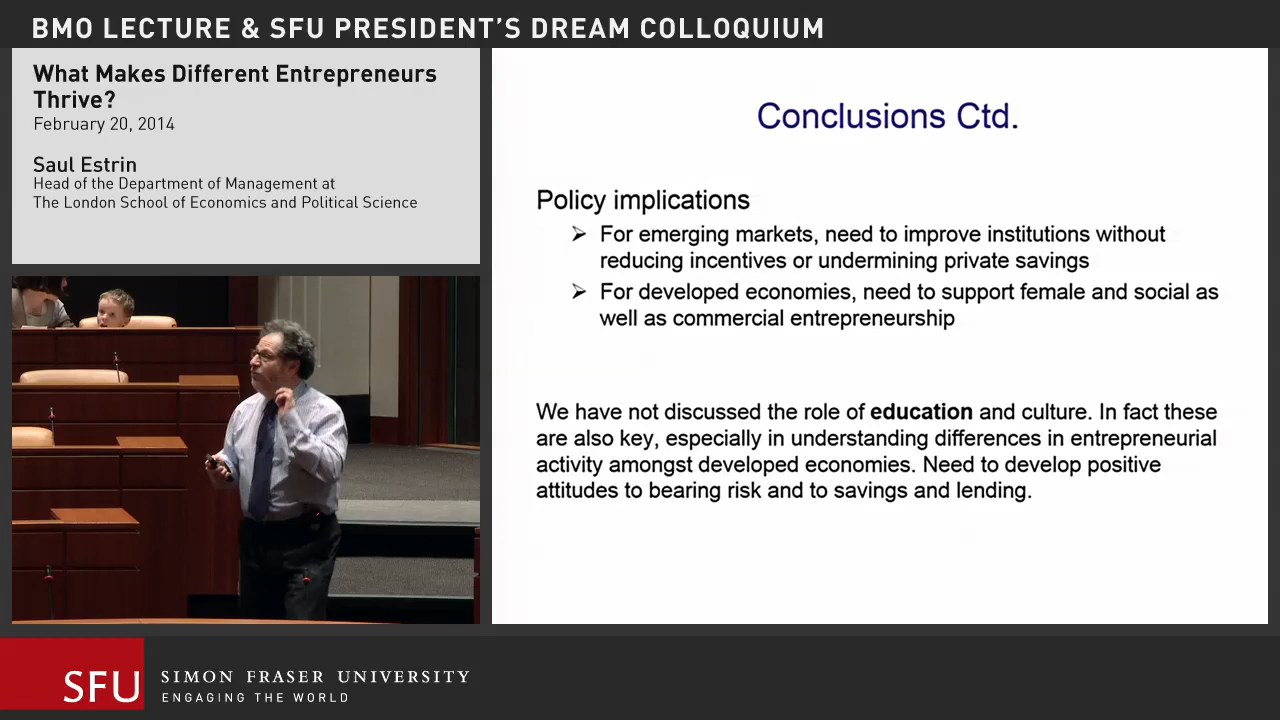 BMO LECTURE & SFU PRESIDENT'S DREAM COLLOQUIUM
What Makes Different Entrepreneurs
Thrive?
February 20, 2014
Saul Estrin
Head of the Department of Management at
The London School of Economics and Political Science
Conclusions Ctd.
Policy implications
➢ For emerging markets, need to improve institutions without
reducing incentives or undermining private savings
➢ For developed economies, need to support female and social as
well as commercial entrepreneurship
We have not discussed the role of education and culture. In fact these
are also key, especially in understanding differences in entrepreneurial
activity amongst developed economies. Need to develop positive
attitudes to bearing risk and to savings and lending.
SFU
SIMON FRASER UNIVERSITY
ENGAGING THE WORLD